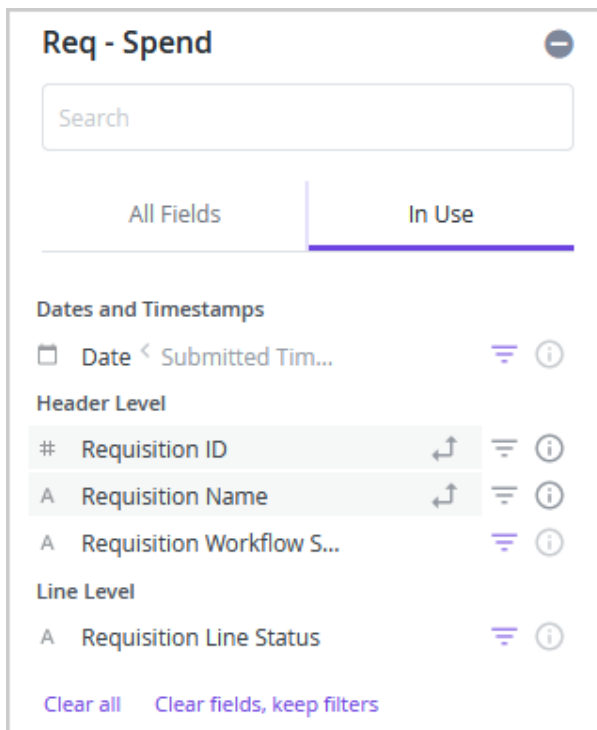 Req - Spend
Search
All Fields In Use
Dates and Timestamps
Date < Submitted Tim...
Header Level
# Requisition ID
A Requisition Name
A Requisition Workflow S...
Line Level
A Requisition Line Status
Clear all Clear fields, keep filters